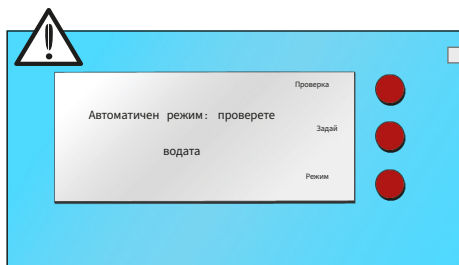 Проверка
Автоматичен режим: проверете
Задай
водата
Режим